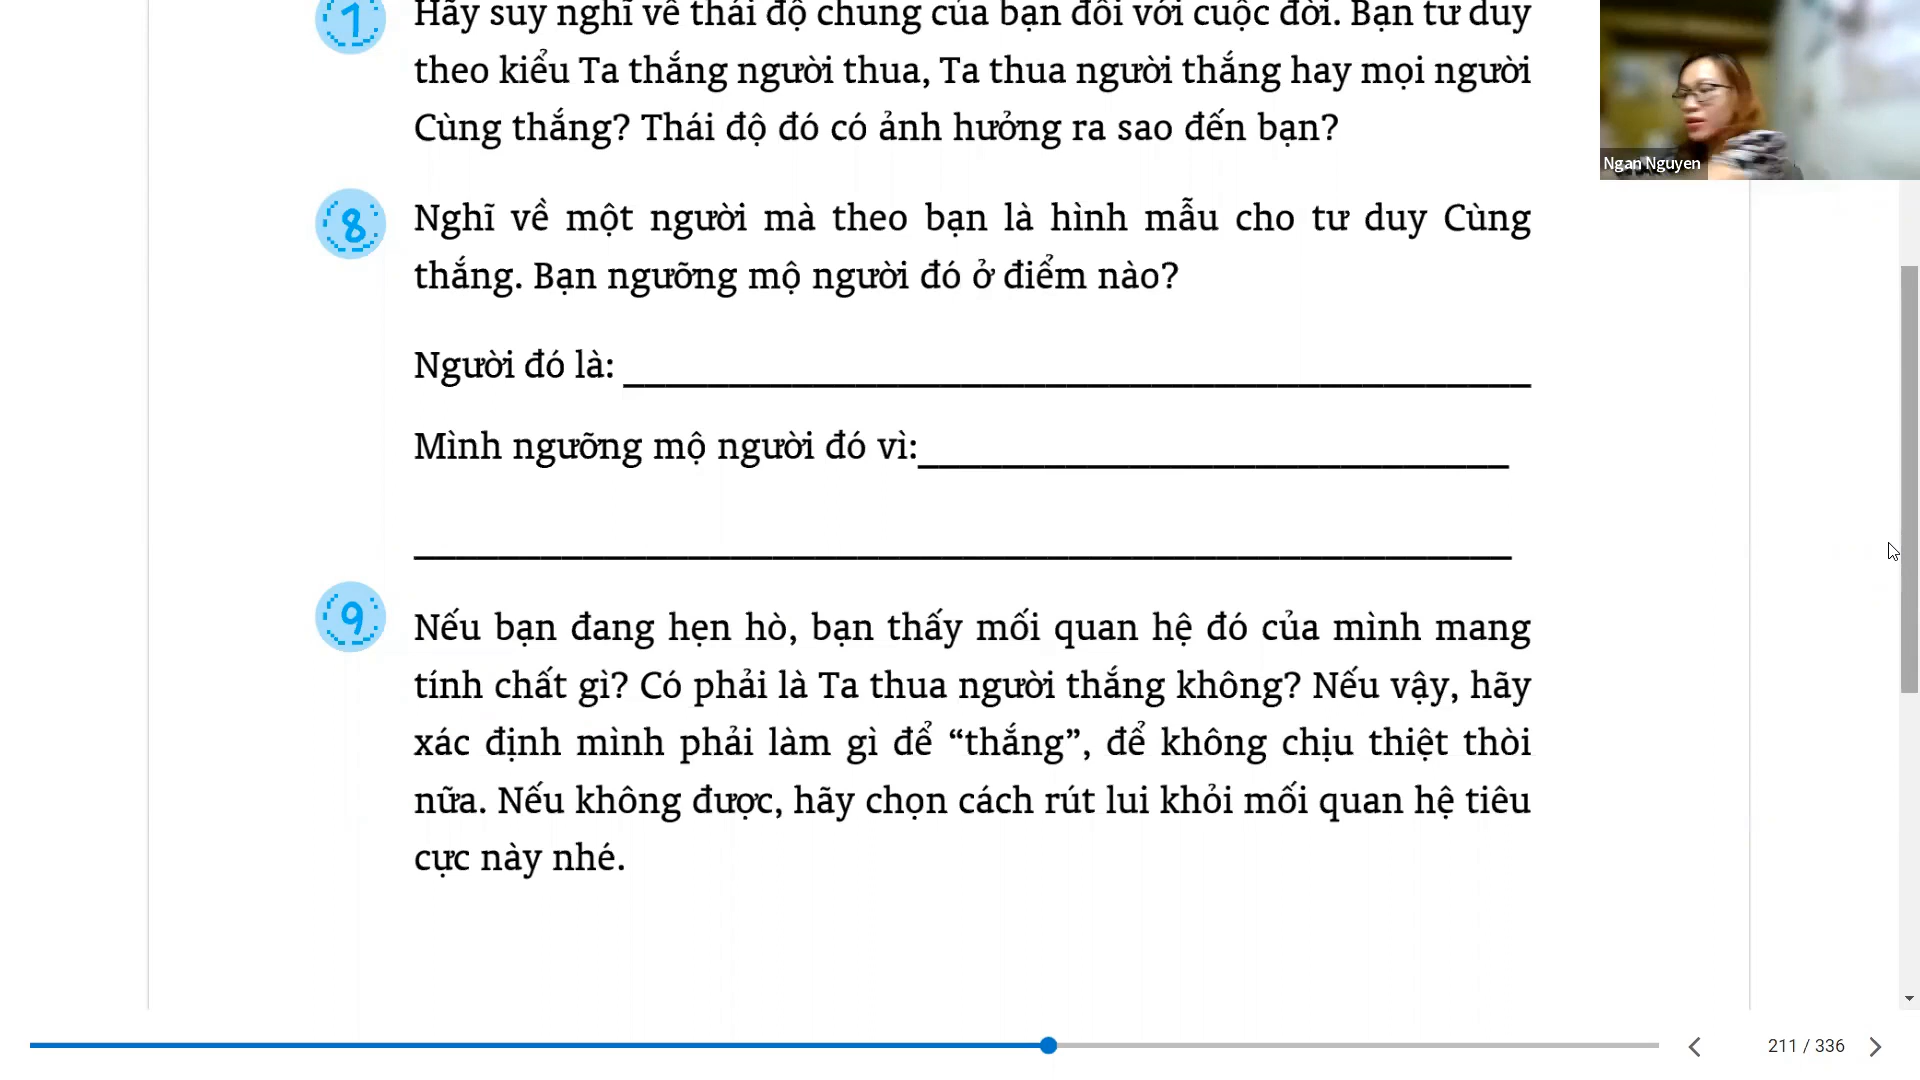 7
Hãy suy nghĩ về thái độ chung của bạn đối với cuộc đời. Bạn tư duy
theo kiểu Ta thắng người thua, Ta thua người thắng hay mọi người
Cùng thắng? Thái độ đó có ảnh hưởng ra sao đến bạn?
Ngan Nguyen
8
Nghĩ về một người mà theo bạn là hình mẫu cho tư duy Cùng
thắng. Bạn ngưỡng mộ người đó ở điểm nào?
Người đó là:
Mình ngưỡng mộ người đó vì:
9
Nếu bạn đang hẹn hò, bạn thấy mối quan hệ đó của mình mang
tính chất gì? Có phải là Ta thua người thắng không? Nếu vậy, hãy
xác định mình phải làm gì để “thắng”, để không chịu thiệt thòi
nữa. Nếu không được, hãy chọn cách rút lui khỏi mối quan hệ tiêu
cực này nhé.
211 / 336